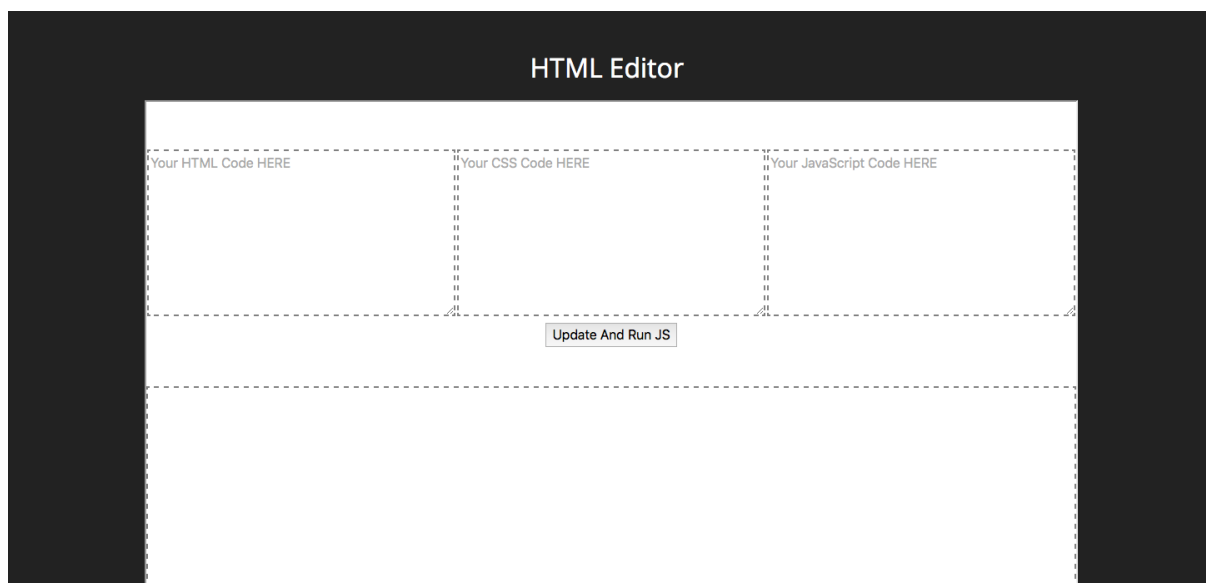 HTML Editor
Your HTML Code HERE
Your CSS Code HERE
Your JavaScript Code HERE
Update And Run JS